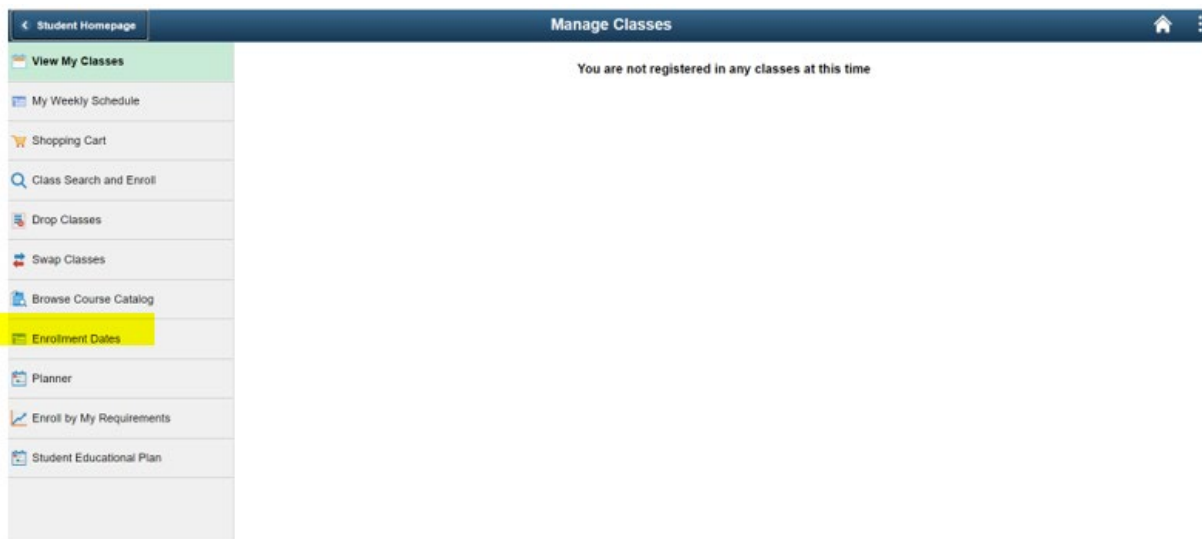 Student Homepage
Manage Classes
View My Classes
You are not registered in any classes at this time
My Weekly Schedule
Shopping Cart
Class Search and Enroll
Drop Classes
Swap Classes
Browse Course Catalog
Enrollment Dates
Planner
Enroll by My Requirements
Student Educational Plan